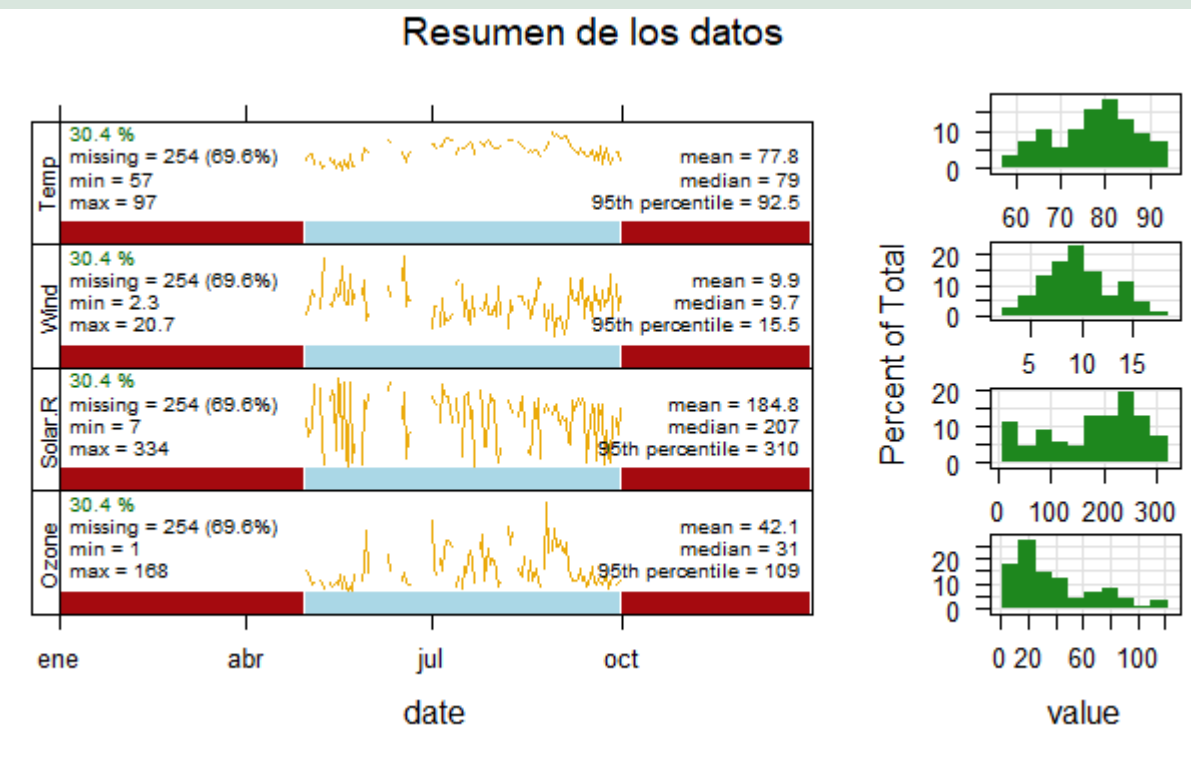 Resumen de los datos
Temp
30.4 %
missing = 254 (69.6%)
min = 57
max = 97
mean = 77.8
median = 79
95th percentile = 92.5
Wind
30.4 %
missing = 254 (69.6%)
min = 2.3
max = 20.7
mean = 9.9
median = 9.7
95th percentile = 15.5
Solar.R
30.4 %
missing = 254 (69.6%)
min = 7
max = 334
mean = 184.8
median = 207
95th percentile = 310
Ozone
30.4 %
missing = 254 (69.6%)
min = 1
max = 168
mean = 42.1
median = 31
95th percentile = 109
ene abr jul oct
date
Percent of Total
10
0
60 70 80 90
20
10
0
5 10 15
20
10
0
0 100 200 300
20
10
0
0 20 60 100
value